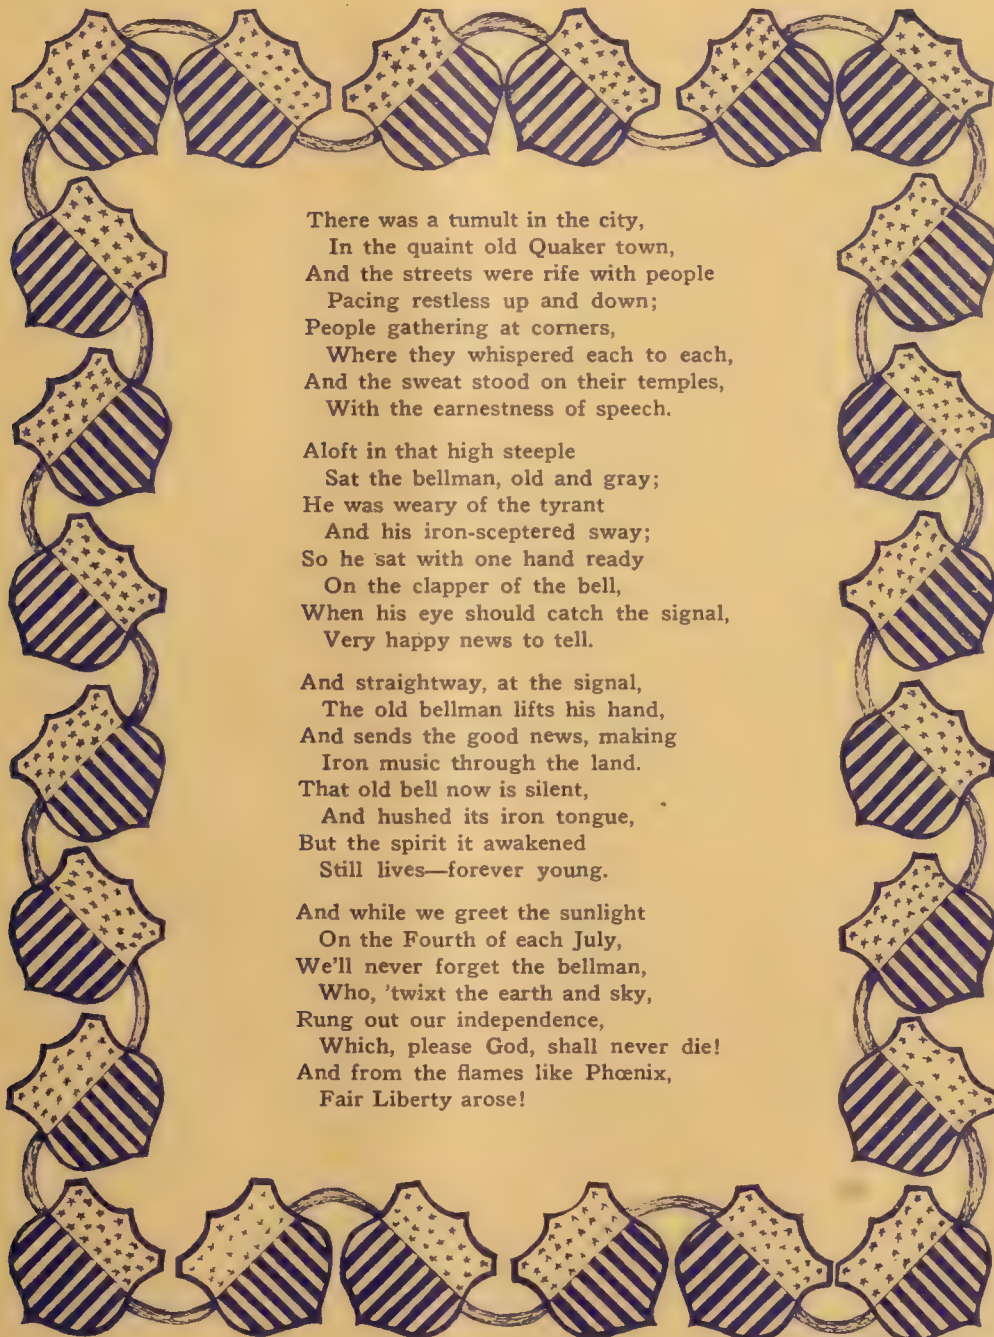 There was a tumult in the city,
In the quaint old Quaker town,
And the streets were rife with people
Pacing restless up and down;
People gathering at corners,
Where they whispered each to each,
And the sweat stood on their temples,
With the earnestness of speech.
Aloft in that high steeple
Sat the bellman, old and gray;
He was weary of the tyrant
And his iron-sceptered sway;
So he sat with one hand ready
On the clapper of the bell,
When his eye should catch the signal,
Very happy news to tell.
And straightway, at the signal,
The old bellman lifts his hand,
And sends the good news, making
Iron music through the land.
That old bell now is silent,
And hushed its iron tongue,
But the spirit it awakened
Still lives—forever young.
And while we greet the sunlight
On the Fourth of each July,
We'll never forget the bellman,
Who, 'twixt the earth and sky,
Rung out our independence,
Which, please God, shall never die!
And from the flames like Phœnix,
Fair Liberty arose!